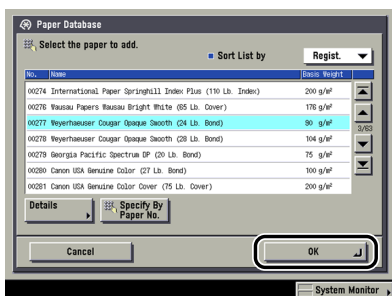 Paper Database
Select the paper to add.
Sort List by Regist.
No. Name Basis Weight
00274 International Paper Springhill Index Plus (110 Lb. Index) 200 g/m²
00276 Wausau Papers Wausau Bright White (65 Lb. Cover) 176 g/m²
00277 Weyerhaeuser Cougar Opaque Smooth (24 Lb. Bond) 90 g/m²
00278 Weyerhaeuser Cougar Opaque Smooth (28 Lb. Bond) 104 g/m²
00279 Georgia Pacific Spectrum DP (20 Lb. Bond) 75 g/m²
00280 Canon USA Genuine Color (27 Lb. Bond) 100 g/m²
00281 Canon USA Genuine Color Cover (75 Lb. Cover) 200 g/m²
3/63
Details
Specify By
Paper No.
Cancel
OK
System Monitor